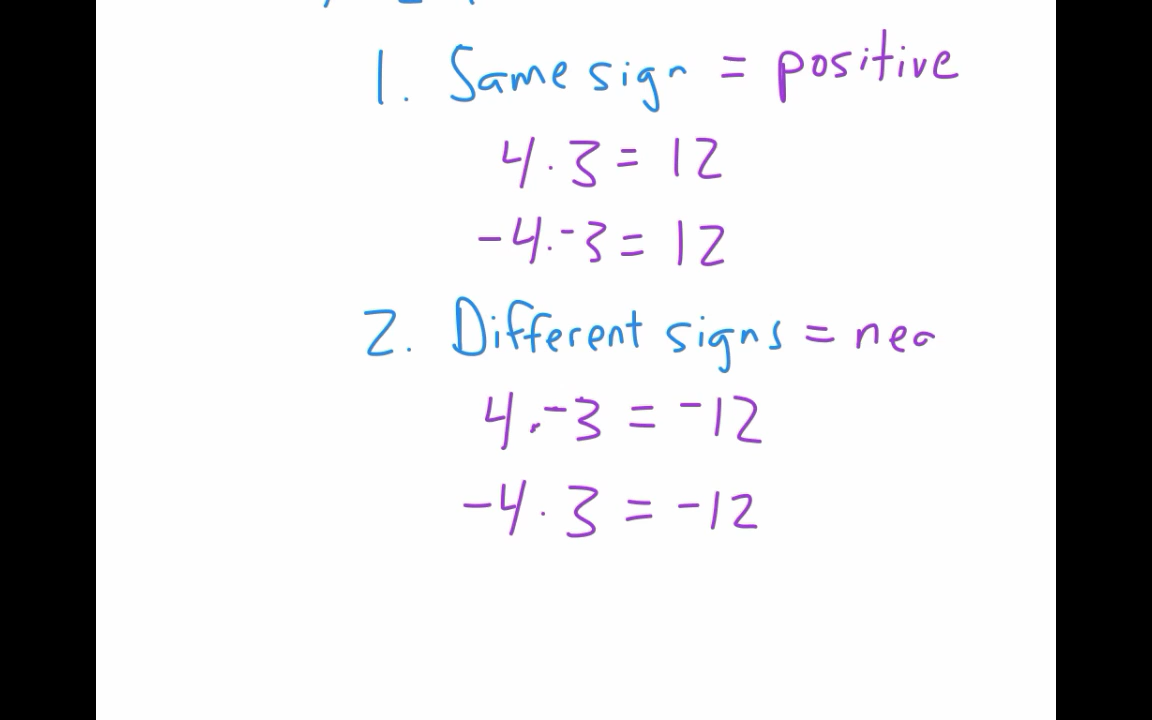 1. Same sign = positive
4 · 3 = 12
-4 · -3 = 12
2. Different signs = neg
4 · -3 = -12
-4 · 3 = -12